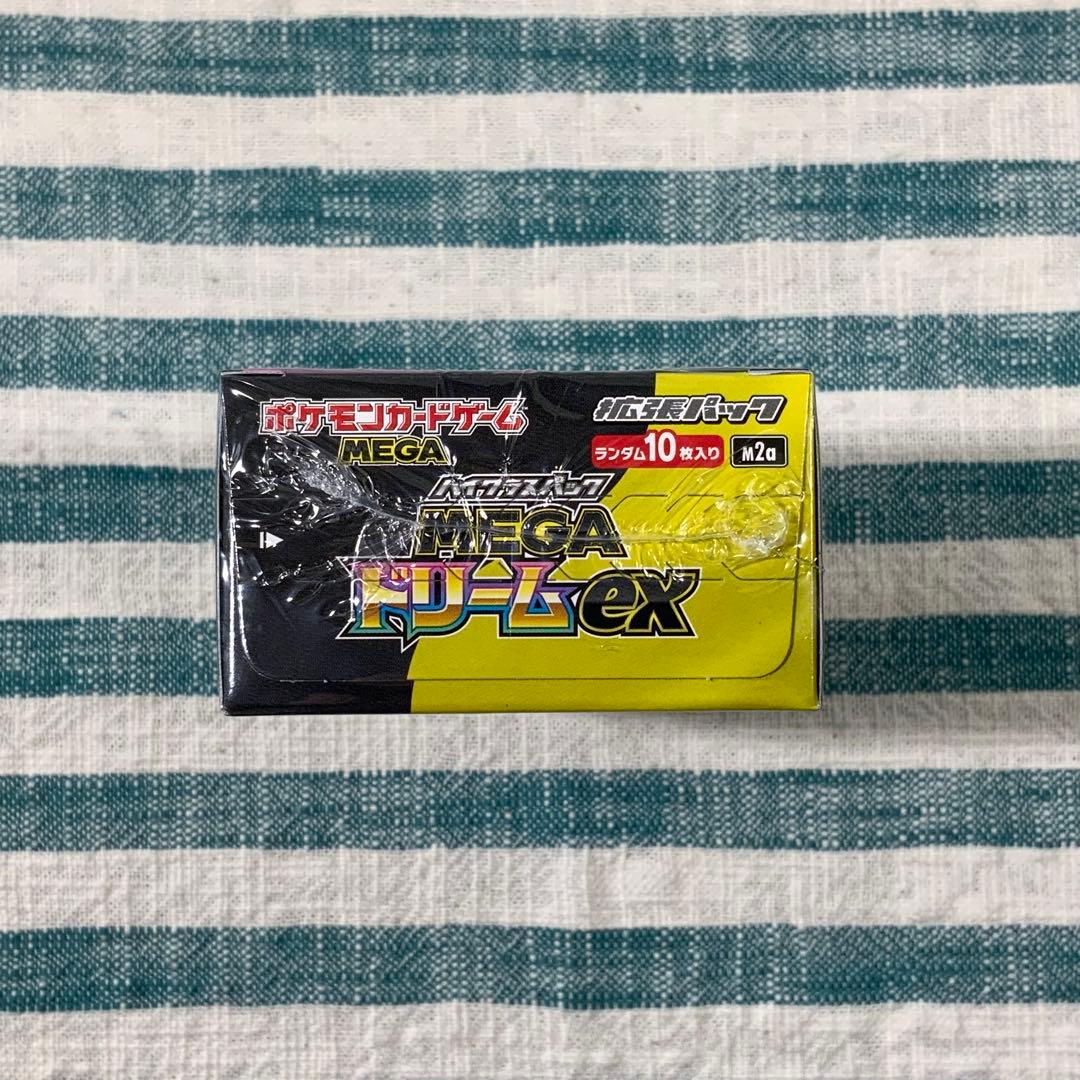 ポケモンカードゲーム
MEGA
拡張パック
ランダム10枚入り
M2a
ハイクラスパック
MEGA
ドリームex